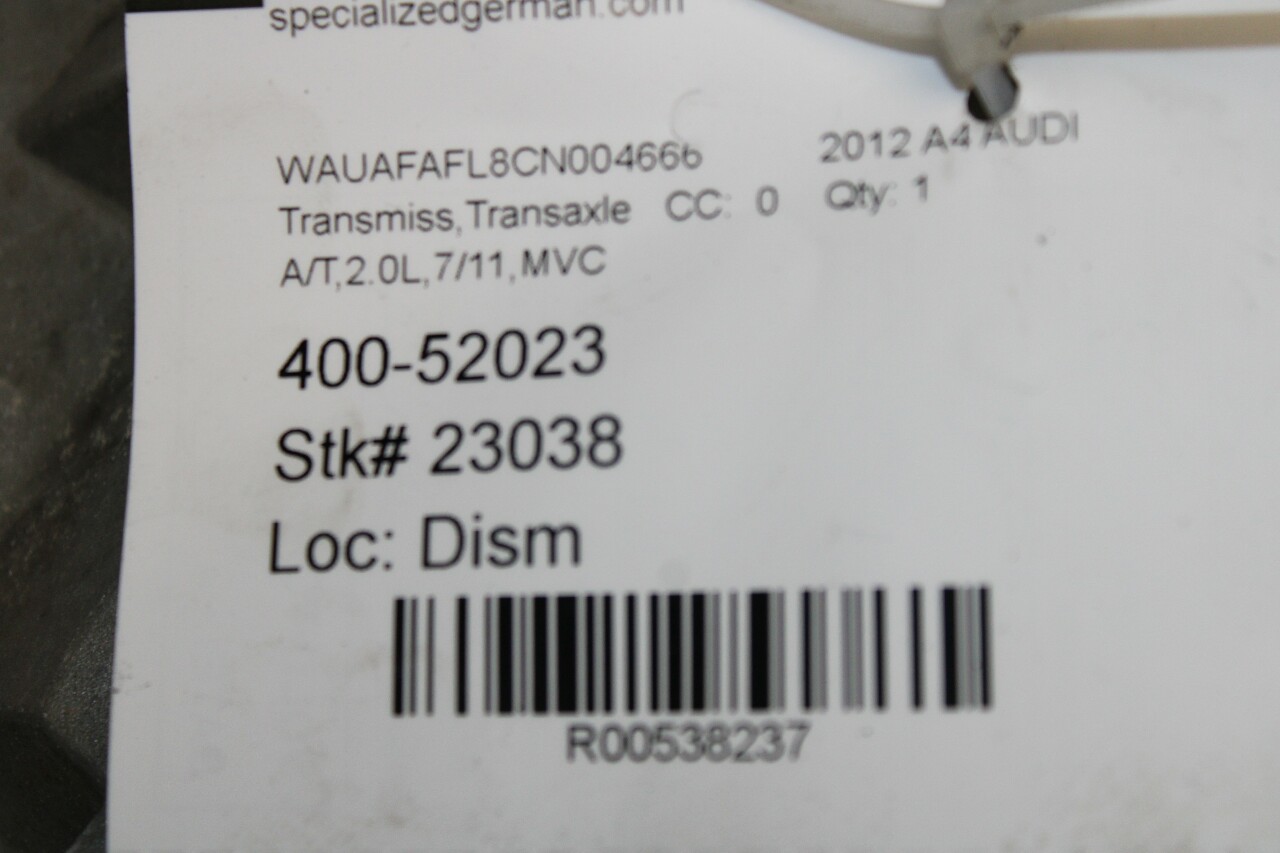 specializedgerman.com
WAUAFAFL8CN004666 2012 A4 AUDI
Transmiss,Transaxle CC: 0 Qty: 1
A/T,2.0L,7/11,MVC
400-52023
Stk# 23038
Loc: Dism
R00538237